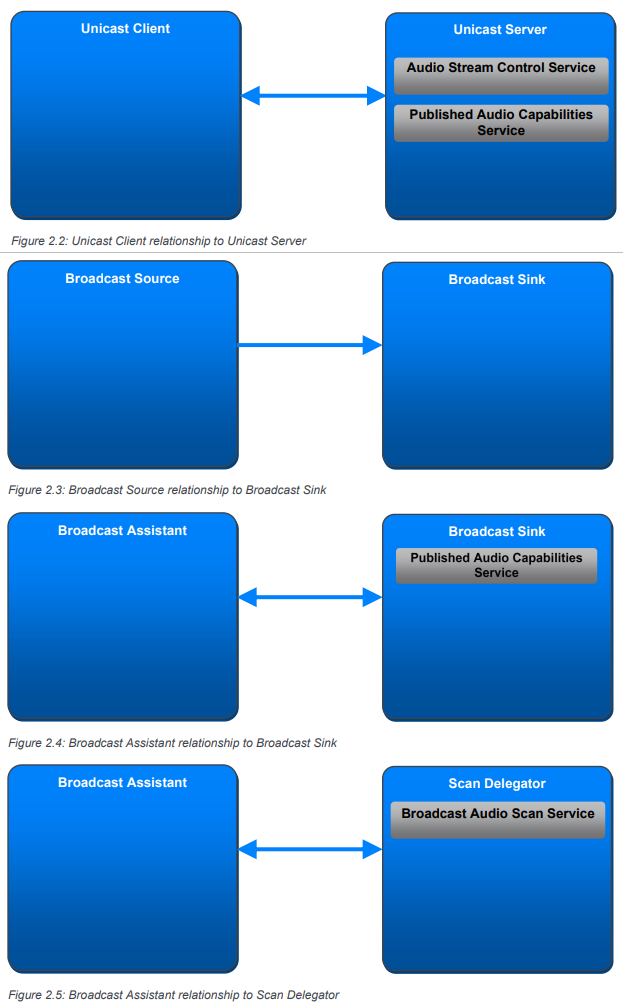 Unicast Client
Unicast Server
Audio Stream Control Service
Published Audio Capabilities
Service
Figure 2.2: Unicast Client relationship to Unicast Server
Broadcast Source
Broadcast Sink
Figure 2.3: Broadcast Source relationship to Broadcast Sink
Broadcast Assistant
Broadcast Sink
Published Audio Capabilities
Service
Figure 2.4: Broadcast Assistant relationship to Broadcast Sink
Broadcast Assistant
Scan Delegator
Broadcast Audio Scan Service
Figure 2.5: Broadcast Assistant relationship to Scan Delegator